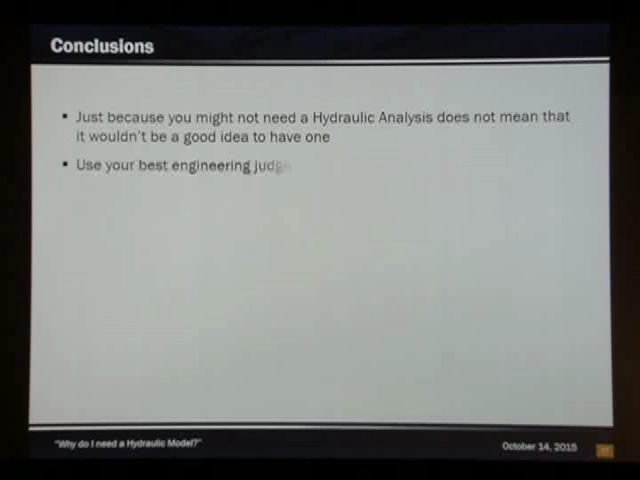 Conclusions
▪ Just because you might not need a Hydraulic Analysis does not mean that
it wouldn't be a good idea to have one
▪ Use your best engineering judg
"Why do I need a Hydraulic Model?"
October 14, 2015